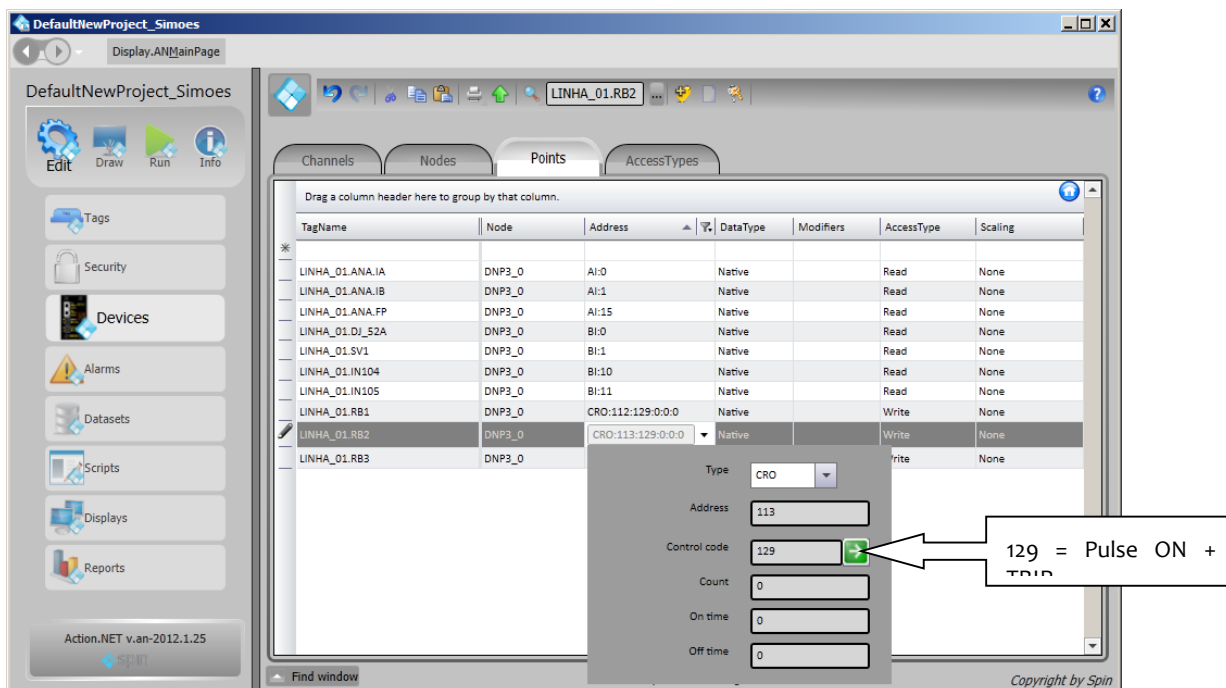 DefaultNewProject_Simoes
Display.ANMainPage
DefaultNewProject_Simoes
Edit Draw Run Info
LINHA_01.RB2 ... ?
Channels Nodes Points AccessTypes
Drag a column header here to group by that column.
TagName Node Address DataType Modifiers AccessType Scaling
LINHA_01.ANA.IA DNP3_0 AI:0 Native Read None
LINHA_01.ANA.IB DNP3_0 AI:1 Native Read None
LINHA_01.ANA.FP DNP3_0 AI:15 Native Read None
LINHA_01.DJ_52A DNP3_0 BI:0 Native Read None
LINHA_01.SV1 DNP3_0 BI:1 Native Read None
LINHA_01.IN104 DNP3_0 BI:10 Native Read None
LINHA_01.IN105 DNP3_0 BI:11 Native Read None
LINHA_01.RB1 DNP3_0 CRO:112:129:0:0:0 Native Write None
LINHA_01.RB2 DNP3_0 CRO:113:129:0:0:0 Native Write None
LINHA_01.RB3 DNP3_0 Write None
Type CRO
Address 113
Control code 129
Count 0
On time 0
Off time 0
129 = Pulse ON +
Tags
Security
Devices
Alarms
Datasets
Scripts
Displays
Reports
Action.NET v.an-2012.1.25
spin
Find window
Copyright by Spin